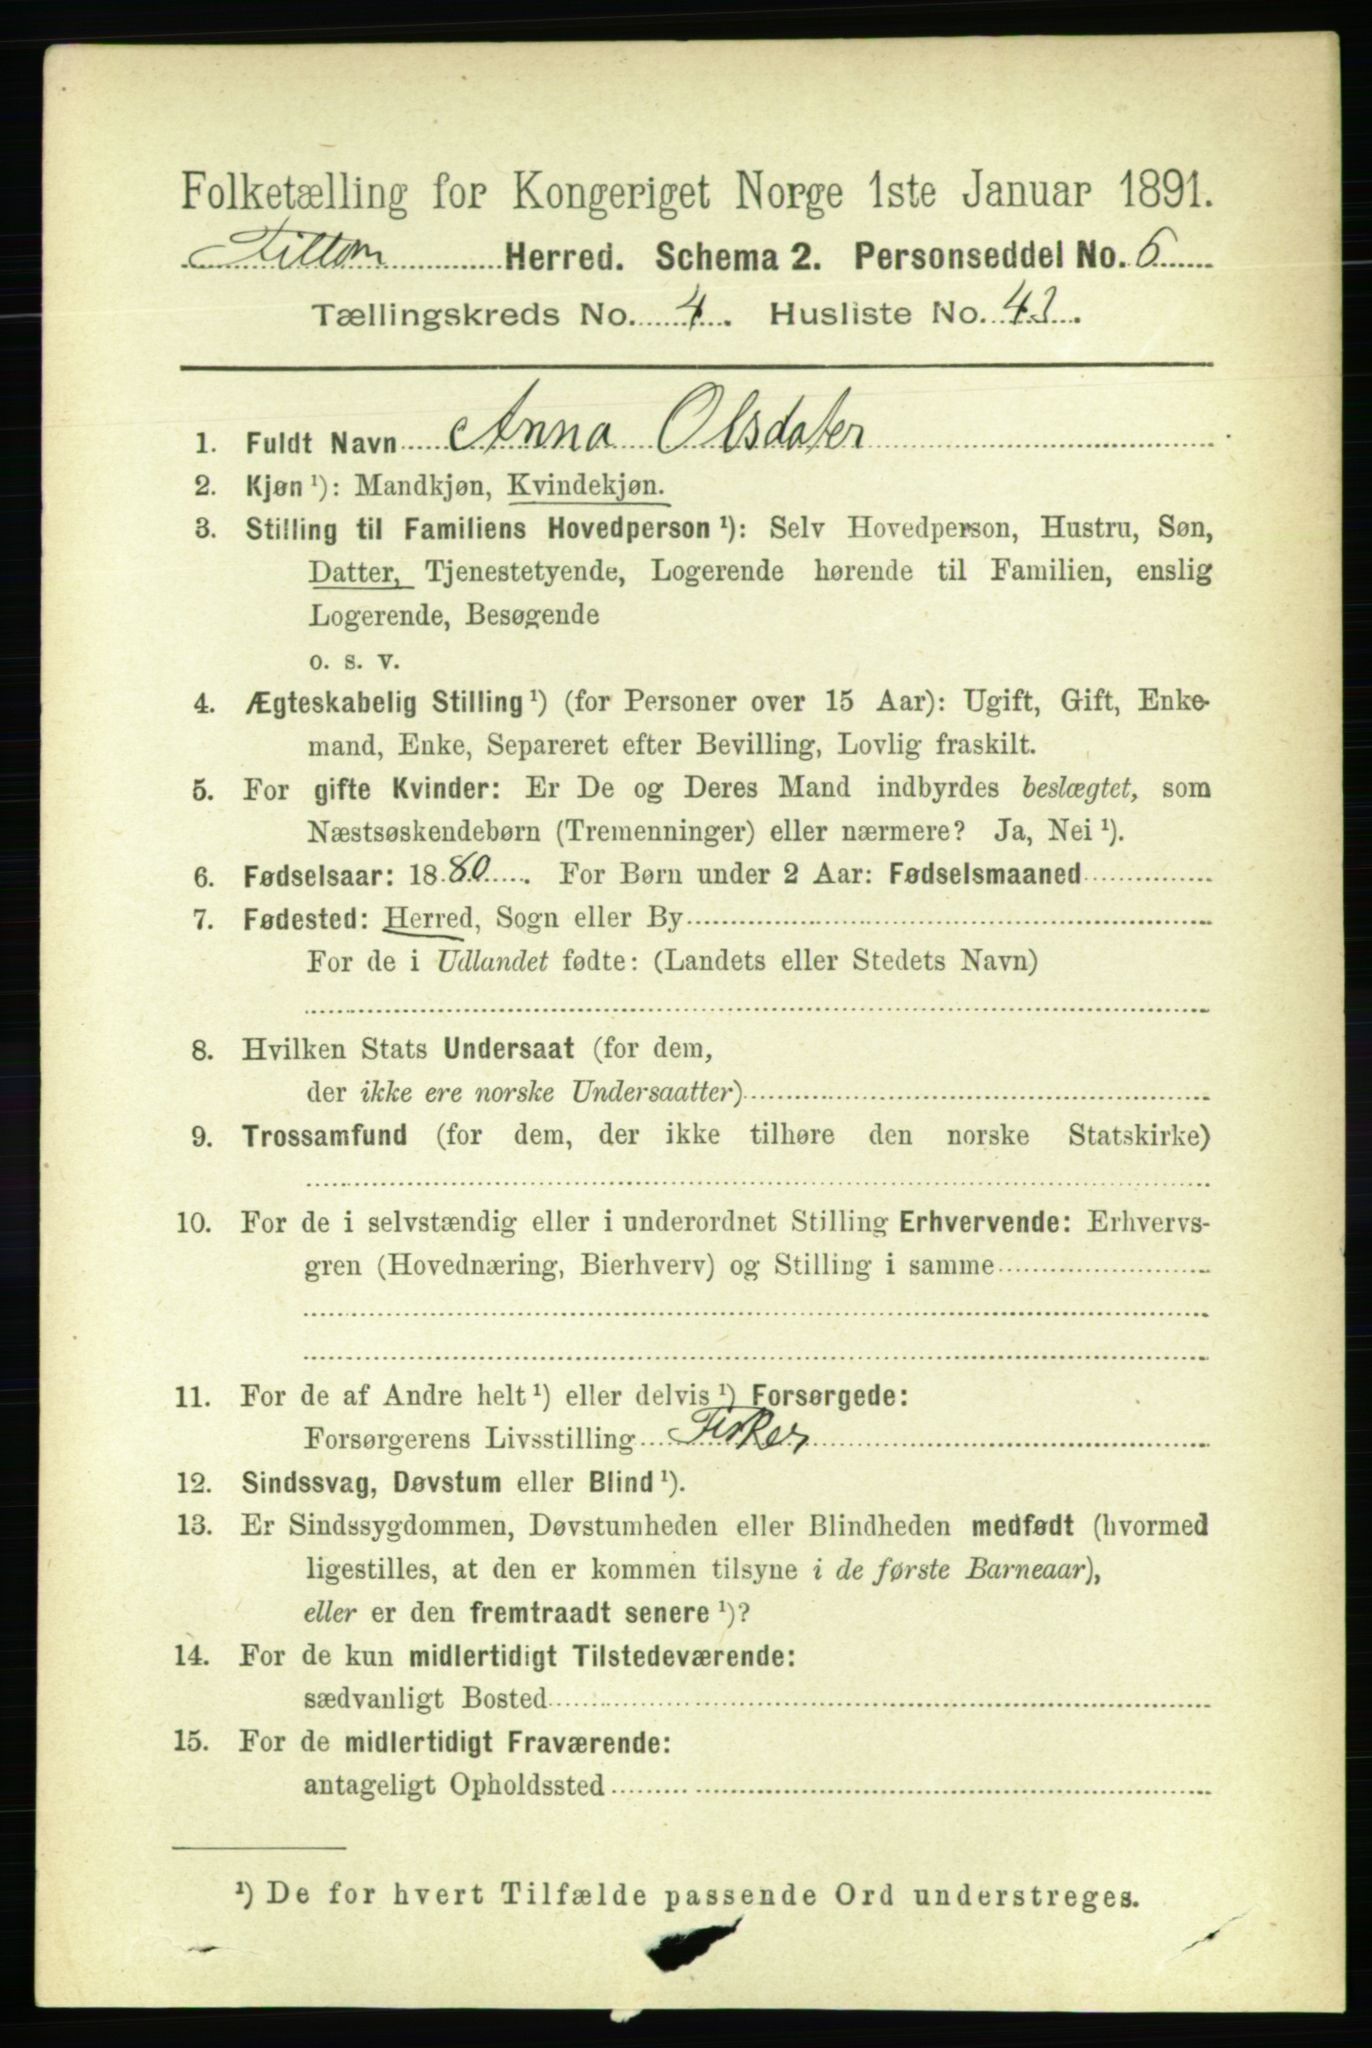 Folketælling for Kongeriget Norge 1ste Januar 1891.
Fillan Herred. Schema 2. Personseddel No. 6
Tællingskreds No. 4. Husliste No. 43.
1. Fuldt Navn Anna Olsdater
2. Kjøn ¹): Mandkjøn, Kvindekjøn.
3. Stilling til Familiens Hovedperson ¹): Selv Hovedperson, Hustru, Søn,
Datter, Tjenestetyende, Logerende hørende til Familien, enslig
Logerende, Besøgende
o. s. v.
4. Ægteskabelig Stilling ¹) (for Personer over 15 Aar): Ugift, Gift, Enke-
mand, Enke, Separeret efter Bevilling, Lovlig fraskilt.
5. For gifte Kvinder: Er De og Deres Mand indbyrdes beslægtet, som
Næstsøskendebørn (Tremenninger) eller nærmere? Ja, Nei ¹).
6. Fødselsaar: 1880. For Børn under 2 Aar: Fødselsmaaned
7. Fødested: Herred, Sogn eller By
For de i Udlandet fødte: (Landets eller Stedets Navn)
8. Hvilken Stats Undersaat (for dem,
der ikke ere norske Undersaatter)
9. Trossamfund (for dem, der ikke tilhøre den norske Statskirke)
10. For de i selvstændig eller i underordnet Stilling Erhvervende: Erhvervs-
gren (Hovednæring, Bierhverv) og Stilling i samme
11. For de af Andre helt ¹) eller delvis ¹) Forsørgede:
Forsørgerens Livsstilling Fisker
12. Sindssvag, Døvstum eller Blind ¹).
13. Er Sindssygdommen, Døvstumheden eller Blindheden medfødt (hvormed
ligestilles, at den er kommen tilsyne i de første Barneaar),
eller er den fremtraadt senere ¹)?
14. For de kun midlertidigt Tilstedeværende:
sædvanligt Bosted
15. For de midlertidigt Fraværende:
antageligt Opholdssted
¹) De for hvert Tilfælde passende Ord understreges.